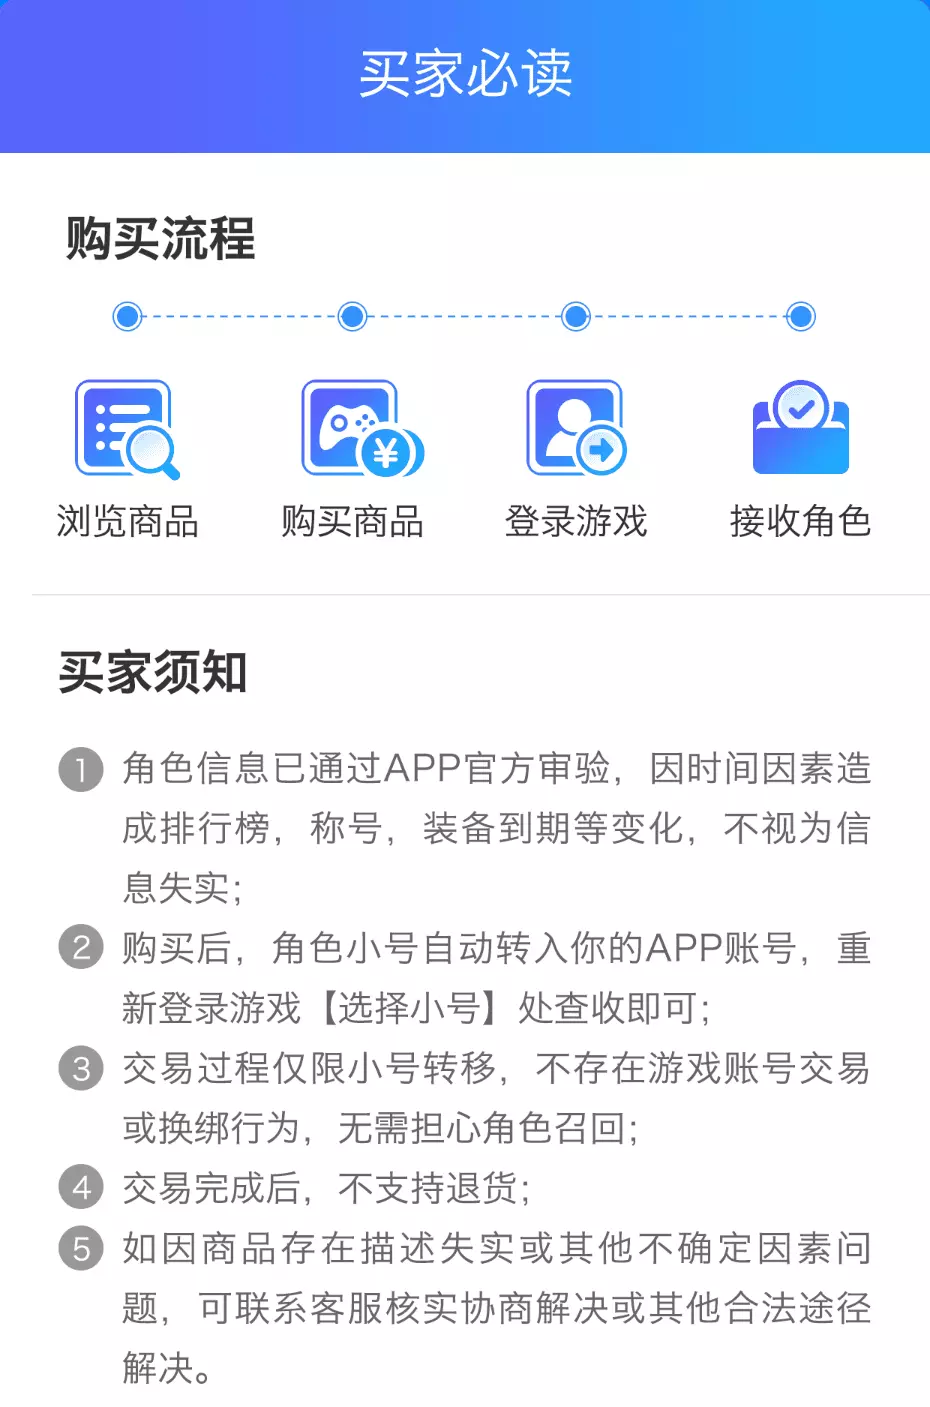 买家必读
购买流程
浏览商品
购买商品
登录游戏
接收角色
买家须知
1 角色信息已通过APP官方审验，因时间因素造
成排行榜，称号，装备到期等变化，不视为信
息失实；
2 购买后，角色小号自动转入你的APP账号，重
新登录游戏【选择小号】处查收即可；
3 交易过程仅限小号转移，不存在游戏账号交易
或换绑行为，无需担心角色召回；
4 交易完成后，不支持退货；
5 如因商品存在描述失实或其他不确定因素问
题，可联系客服核实协商解决或其他合法途径
解决。